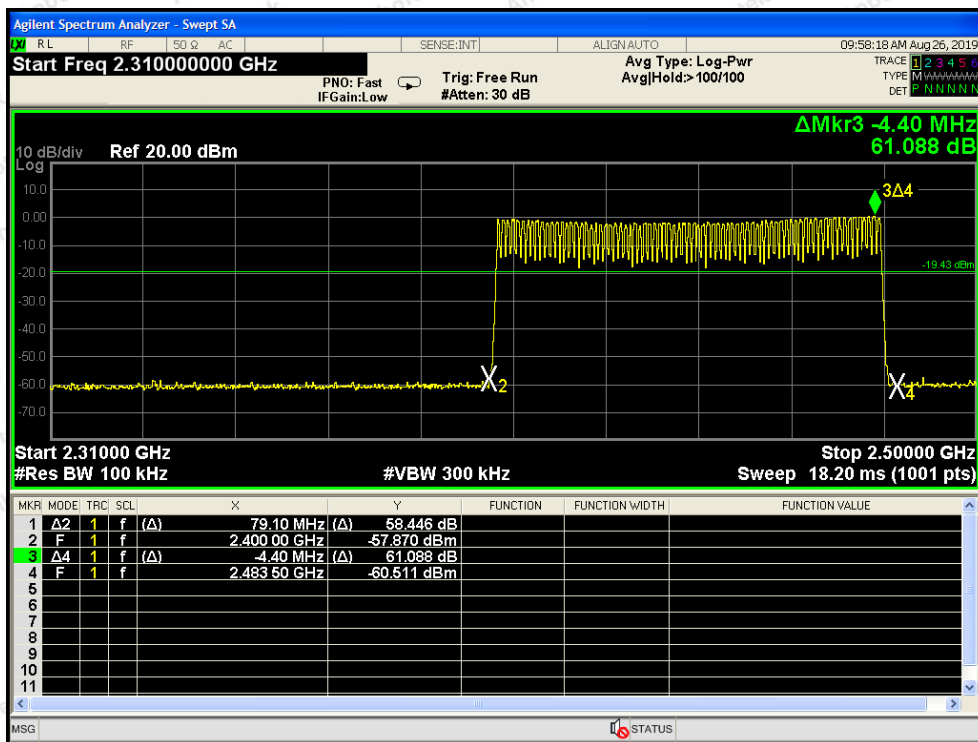 Agilent Spectrum Analyzer - Swept SA
LXI RL RF 50 Ω AC SENSE:INT ALIGN AUTO 09:58:18 AM Aug 26, 2019
Start Freq 2.310000000 GHz
PNO: Fast Trig: Free Run Avg Type: Log-Pwr TRACE 1 2 3 4 5 6
IFGain:Low #Atten: 30 dB Avg|Hold:> 100/100 TYPE M
DET P N N N N N
ΔMkr3 -4.40 MHz
61.088 dB
10 dB/div Ref 20.00 dBm
Log
10.0
3Δ4
0.00
-10.0
-19.43 dBm
-20.0
-30.0
-40.0
-50.0
-60.0
2
4
-70.0
Start 2.31000 GHz Stop 2.50000 GHz
#Res BW 100 kHz #VBW 300 kHz Sweep 18.20 ms (1001 pts)
MKR MODE TRC SCL X Y FUNCTION FUNCTION WIDTH FUNCTION VALUE
1 Δ2 1 f (Δ) 79.10 MHz (Δ) 58.446 dB
2 F 1 f 2.400 00 GHz -57.870 dBm
3 Δ4 1 f (Δ) -4.40 MHz (Δ) 61.088 dB
4 F 1 f 2.483 50 GHz -60.511 dBm
5
6
7
8
9
10
11
MSG STATUS